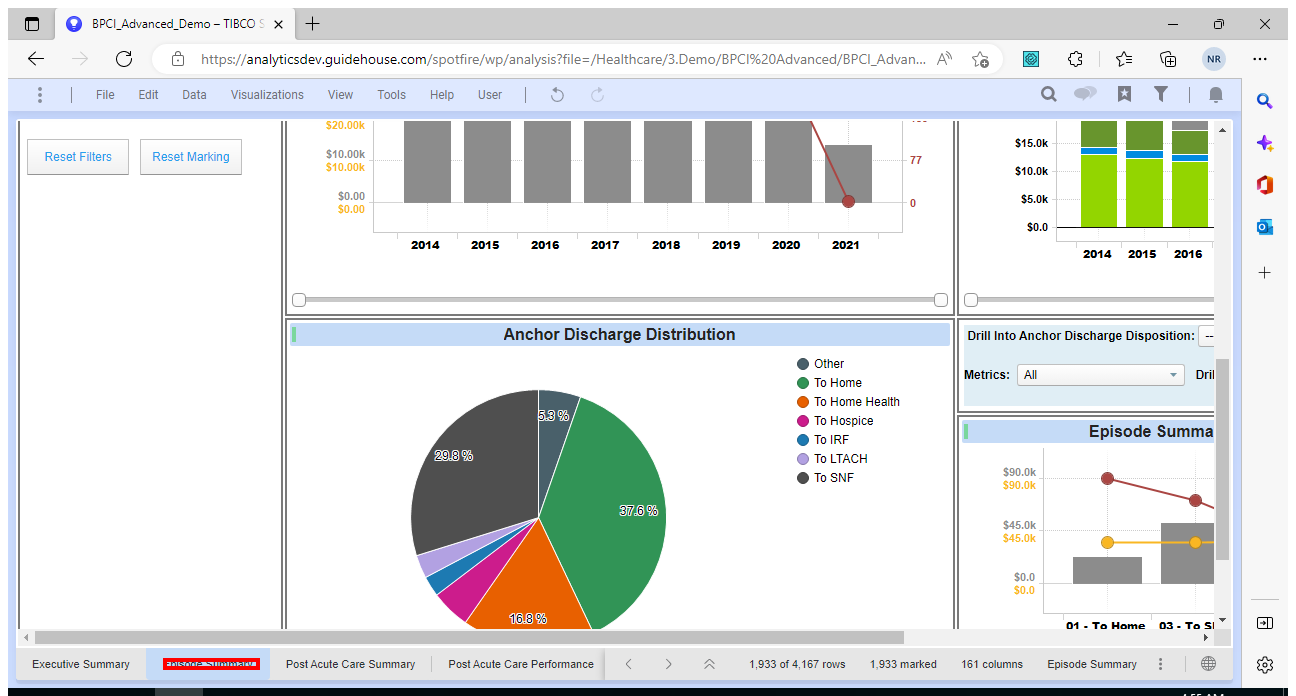 BPCI_Advanced_Demo – TIBCO S
https://analyticsdev.guidehouse.com/spotfire/wp/analysis?file=/Healthcare/3.Demo/BPCI%20Advanced/BPCI_Advan...
NR
File Edit Data Visualizations View Tools Help User
Reset Filters Reset Marking
$20.00k
$10.00k
$10.00k
$0.00
$0.00
77
0
2014 2015 2016 2017 2018 2019 2020 2021
$15.0k
$10.0k
$5.0k
$0.0
2014 2015 2016
Anchor Discharge Distribution
Other
To Home
To Home Health
To Hospice
To IRF
To LTACH
To SNF
5.3 %
29.8 %
37.6 %
16.8 %
Drill Into Anchor Discharge Disposition: --
Metrics: All Dril
Episode Summa
$90.0k
$90.0k
$45.0k
$45.0k
$0.0
$0.0
01 - To Home 03 - To S
Executive Summary Post Acute Care Summary Post Acute Care Performance 1,933 of 4,167 rows 1,933 marked 161 columns Episode Summary